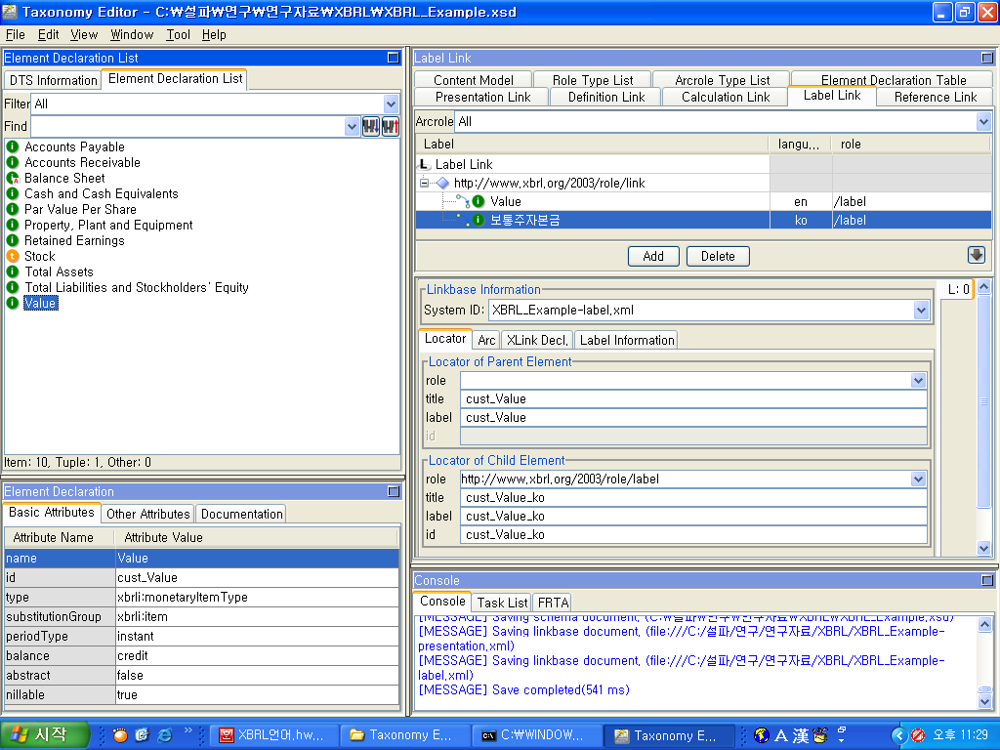 Taxonomy Editor - C:₩설파₩연구₩연구자료₩XBRL₩XBRL_Example.xsd
File Edit View Window Tool Help
Element Declaration List
DTS Information Element Declaration List
Filter All
Find
Accounts Payable
Accounts Receivable
Balance Sheet
Cash and Cash Equivalents
Par Value Per Share
Property, Plant and Equipment
Retained Earnings
Stock
Total Assets
Total Liabilities and Stockholders' Equity
Value
Item: 10, Tuple: 1, Other: 0
Element Declaration
Basic Attributes Other Attributes Documentation
Attribute Name Attribute Value
name Value
id cust_Value
type xbrli:monetaryItemType
substitutionGroup xbrli:item
periodType instant
balance credit
abstract false
nillable true
Label Link
Content Model Role Type List Arcrole Type List Element Declaration Table
Presentation Link Definition Link Calculation Link Label Link Reference Link
Arcrole All
Label langu... role
Label Link
http://www.xbrl.org/2003/role/link
Value en /label
보통주자본금 ko /label
Add Delete
Linkbase Information
L: 0
System ID: XBRL_Example-label.xml
Locator Arc XLink Decl. Label Information
Locator of Parent Element
role
title cust_Value
label cust_Value
id
Locator of Child Element
role http://www.xbrl.org/2003/role/label
title cust_Value_ko
label cust_Value_ko
id cust_Value_ko
Console
Console Task List FRTA
[MESSAGE] Saving schema document. (C:₩설파₩연구₩연구자료₩XBRL₩XBRL_Example.xsd)
[MESSAGE] Saving linkbase document. (file:///C:/설파/연구/연구자료/XBRL/XBRL_Example-
presentation.xml)
[MESSAGE] Saving linkbase document. (file:///C:/설파/연구/연구자료/XBRL/XBRL_Example-
label.xml)
[MESSAGE] Save completed(541 ms)
시작 XBRL언어.hw... Taxonomy E... C:₩WINDOW... Taxonomy E... A 漢 오후 11:29